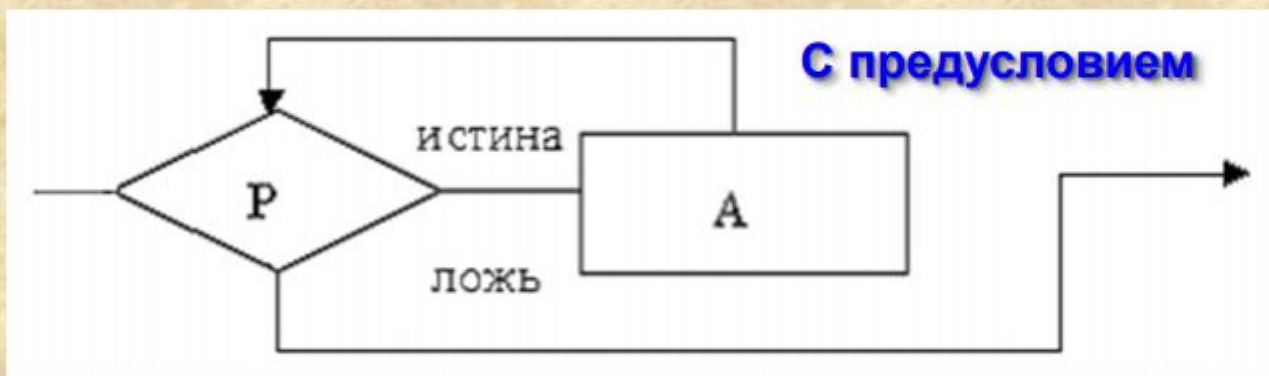 С предусловием
истина
P
A
ложь